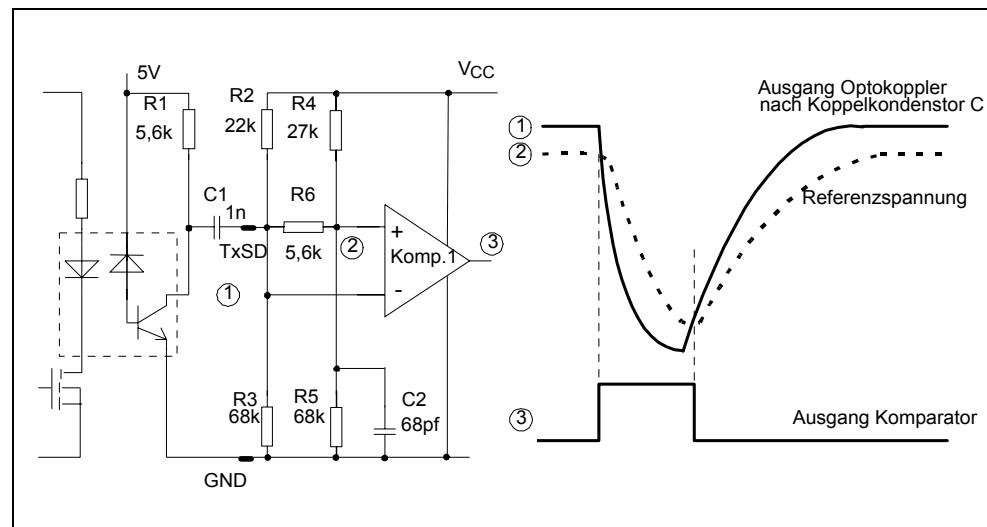 5V
R1
5,6k
R2
22k
R4
27k
VCC
C1
1n
TxSD
R6
5,6k
1
2
+
-
Komp.1
3
R3
68k
R5
68k
C2
68pf
GND
Ausgang Optokoppler
nach Koppelkondenstor C
1
2
Referenzspannung
3
Ausgang Komparator